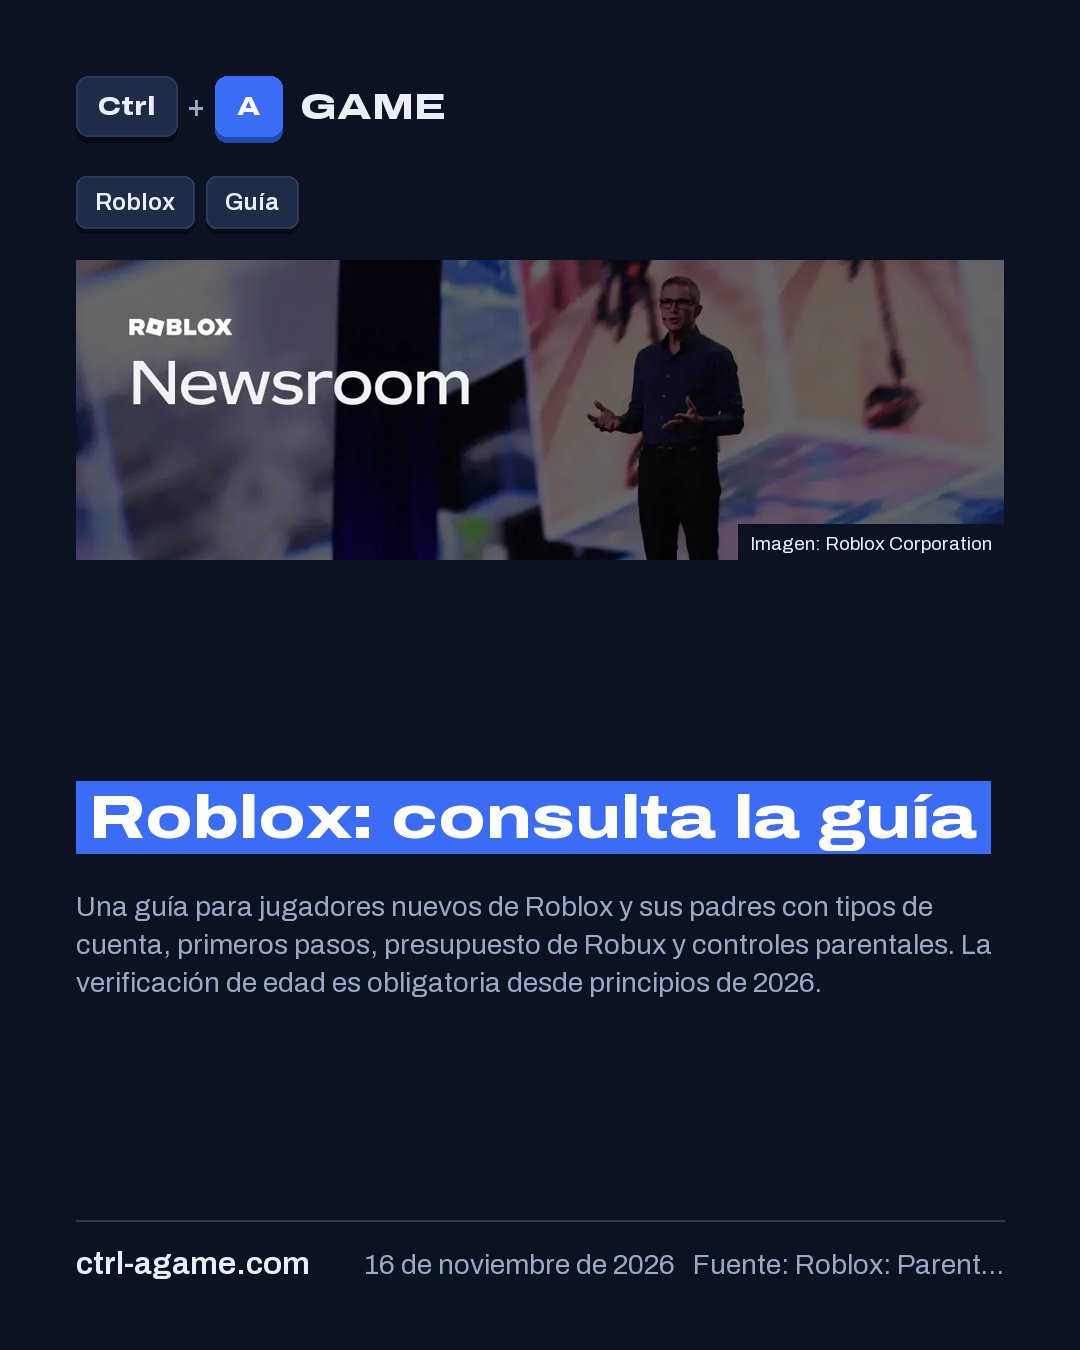 Ctrl + A GAME
Roblox Guía
ROBLOX
Newsroom
Imagen: Roblox Corporation
Roblox: consulta la guía
Una guía para jugadores nuevos de Roblox y sus padres con tipos de
cuenta, primeros pasos, presupuesto de Robux y controles parentales. La
verificación de edad es obligatoria desde principios de 2026.
ctrl-agame.com 16 de noviembre de 2026 Fuente: Roblox: Parent...